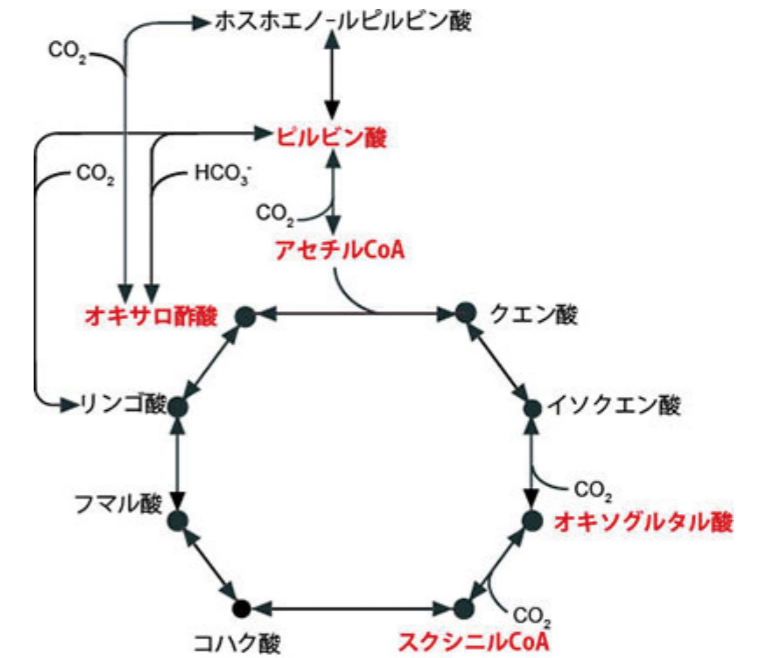 ホスホエノールピルビン酸
CO₂
ピルビン酸
CO₂
HCO₃⁻
CO₂
アセチルCoA
オキサロ酢酸
クエン酸
リンゴ酸
イソクエン酸
CO₂
フマル酸
オキソグルタル酸
CO₂
コハク酸
スクシニルCoA